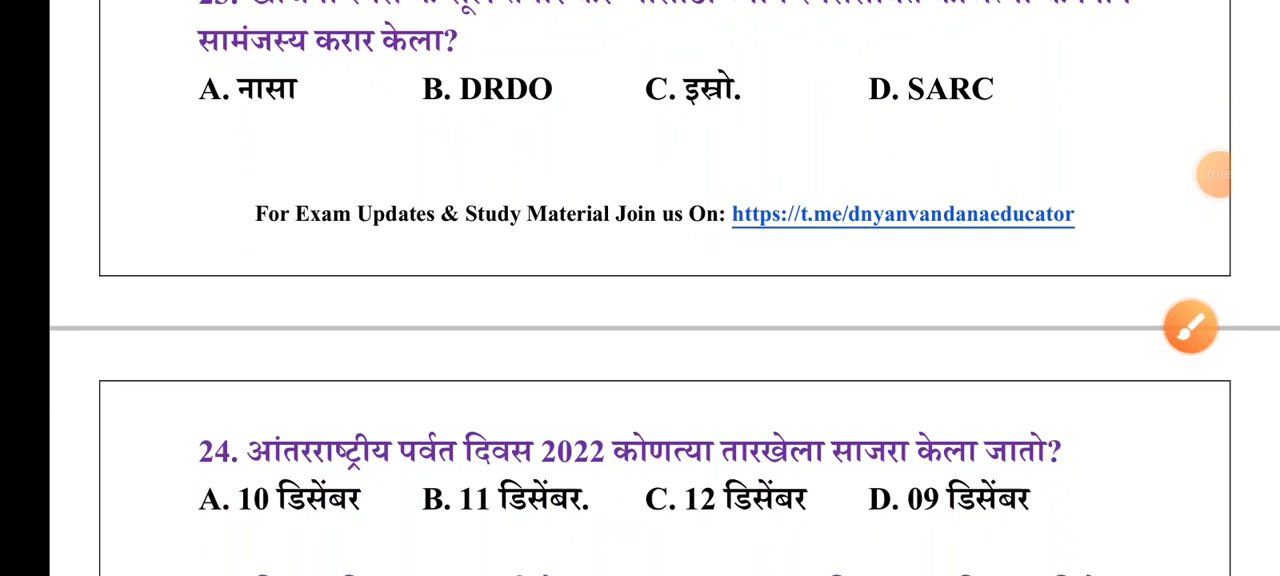 सामंजस्य करार केला?
A. नासा B. DRDO C. इस्रो. D. SARC
For Exam Updates & Study Material Join us On: https://t.me/dnyanvandanaeducator
24. आंतरराष्ट्रीय पर्वत दिवस 2022 कोणत्या तारखेला साजरा केला जातो?
A. 10 डिसेंबर B. 11 डिसेंबर. C. 12 डिसेंबर D. 09 डिसेंबर